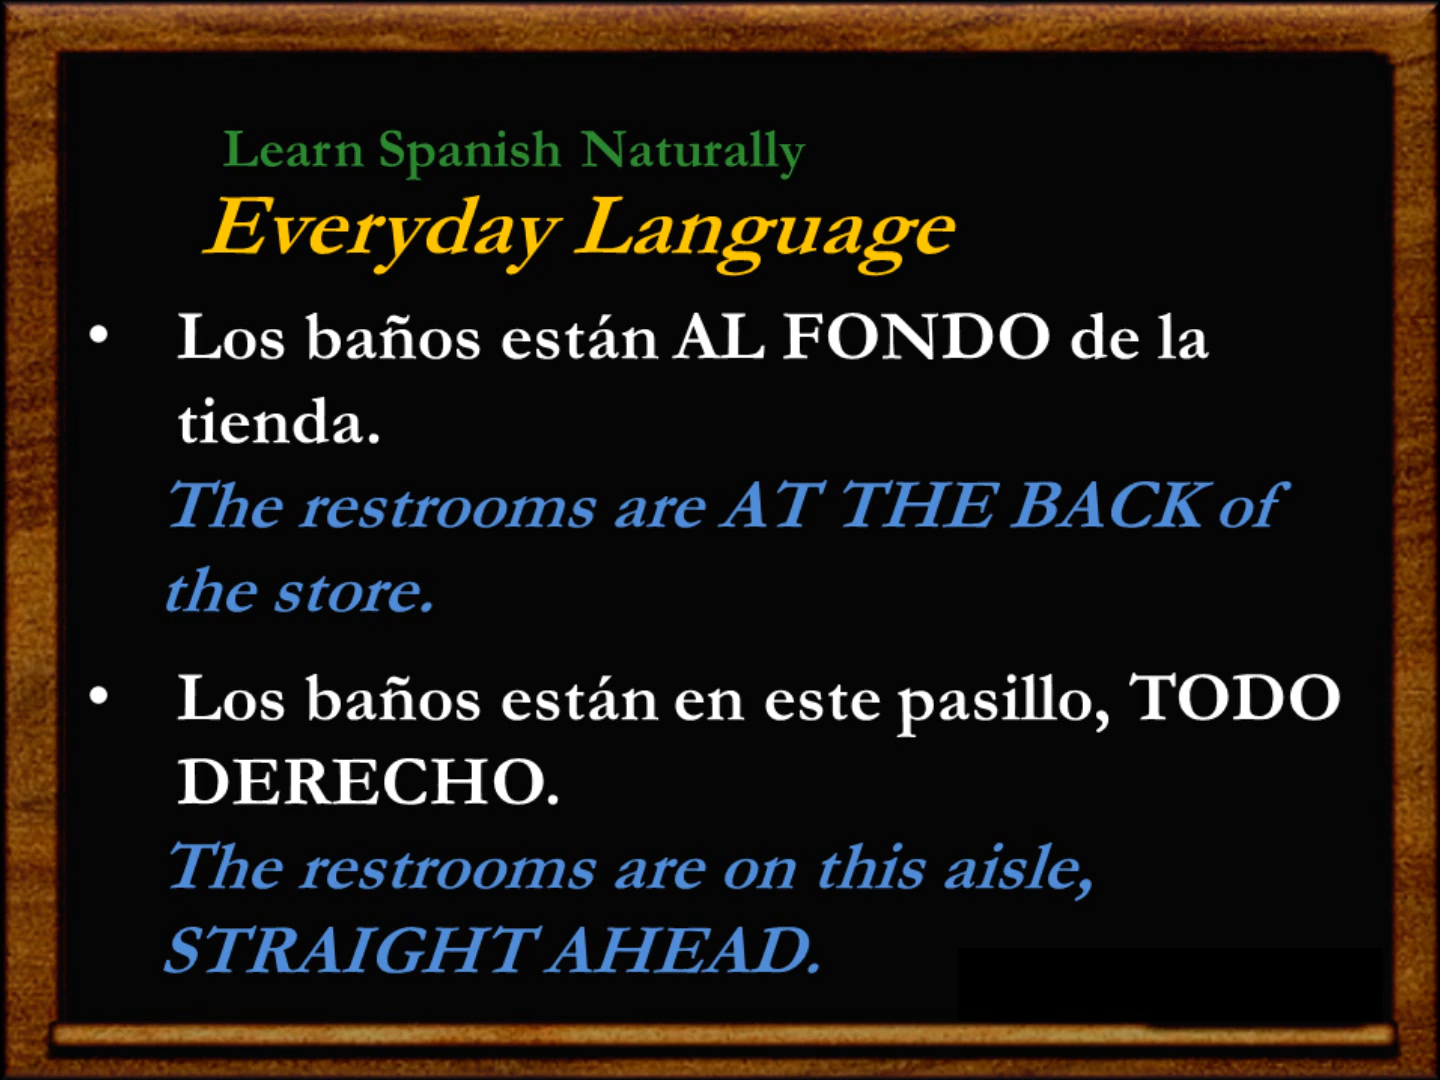 Learn Spanish Naturally
Everyday Language
• Los baños están AL FONDO de la
tienda.
The restrooms are AT THE BACK of
the store.
• Los baños están en este pasillo, TODO
DERECHO.
The restrooms are on this aisle,
STRAIGHT AHEAD.